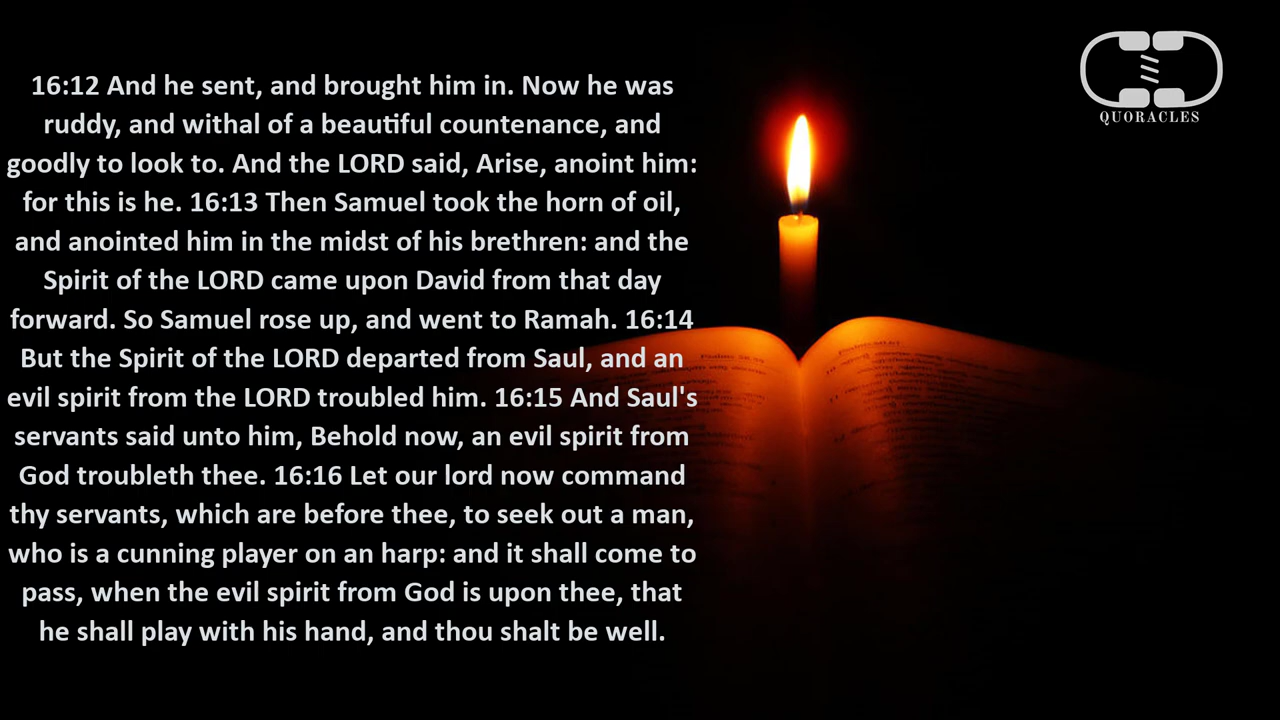 16:12 And he sent, and brought him in. Now he was
ruddy, and withal of a beautiful countenance, and
goodly to look to. And the LORD said, Arise, anoint him:
for this is he. 16:13 Then Samuel took the horn of oil,
and anointed him in the midst of his brethren: and the
Spirit of the LORD came upon David from that day
forward. So Samuel rose up, and went to Ramah. 16:14
But the Spirit of the LORD departed from Saul, and an
evil spirit from the LORD troubled him. 16:15 And Saul's
servants said unto him, Behold now, an evil spirit from
God troubleth thee. 16:16 Let our lord now command
thy servants, which are before thee, to seek out a man,
who is a cunning player on an harp: and it shall come to
pass, when the evil spirit from God is upon thee, that
he shall play with his hand, and thou shalt be well.
QUORACLES